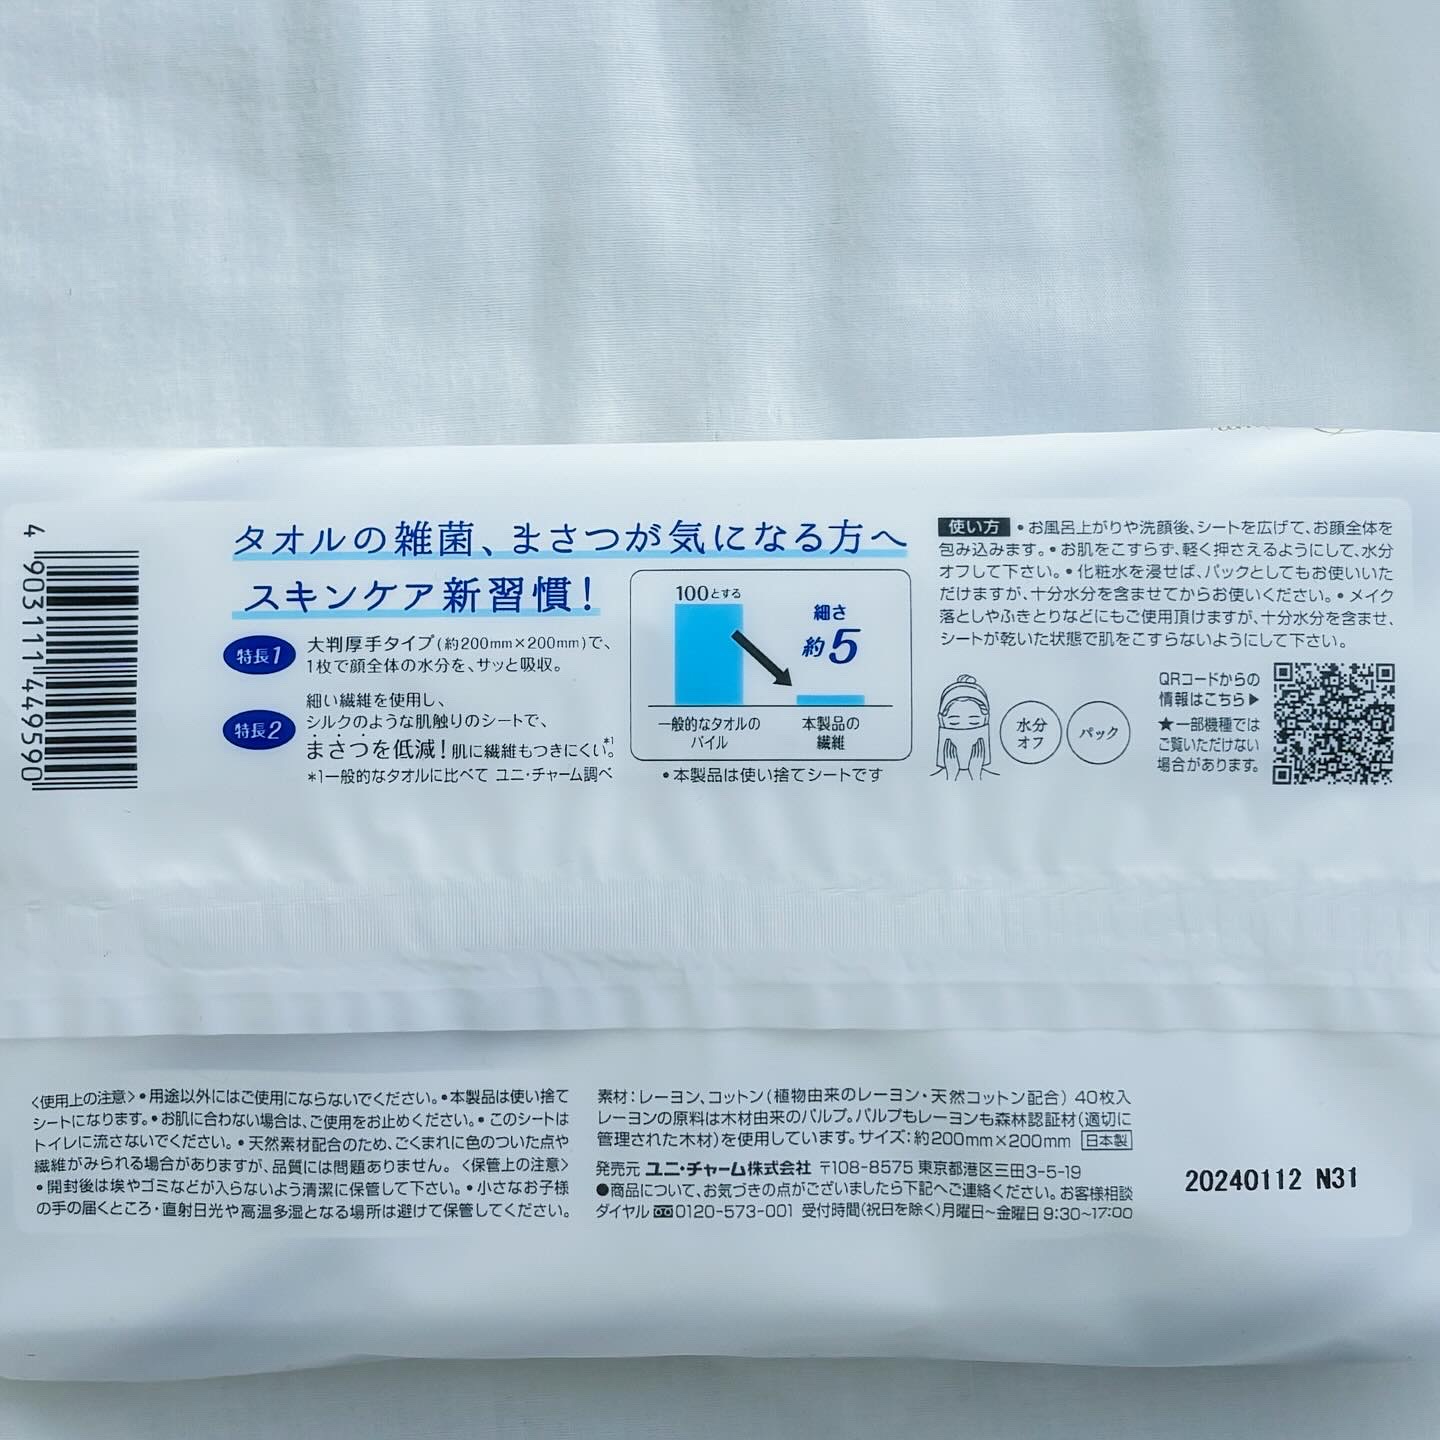 4 903111 449590
タオルの雑菌、まさつが気になる方へ
スキンケア新習慣！
特長1
大判厚手タイプ（約200mm×200mm）で、
1枚で顔全体の水分を、サッと吸収。
特長2
細い繊維を使用し、
シルクのような肌触りのシートで、
まさつを低減！肌に繊維もつきにくい。*1
*1一般的なタオルに比べて ユニ・チャーム調べ
100とする
細さ
約5
一般的なタオルの
パイル
本製品の
繊維
•本製品は使い捨てシートです
使い方 •お風呂上がりや洗顔後、シートを広げて、お顔全体を
包み込みます。•お肌をこすらず、軽く押さえるようにして、水分
オフして下さい。•化粧水を浸せば、パックとしてもお使いいた
だけますが、十分水分を含ませてからお使いください。•メイク
落としやふきとりなどにもご使用頂けますが、十分水分を含ませ、
シートが乾いた状態で肌をこすらないようにして下さい。
水分
オフ
パック
QRコードからの
情報はこちら▶
★一部機種では
ご覧いただけない
場合があります。
〈使用上の注意〉•用途以外にはご使用にならないでください。•本製品は使い捨て
シートになります。•お肌に合わない場合は、ご使用をお止めください。•このシートは
トイレに流さないでください。•天然素材配合のため、ごくまれに色のついた点や
繊維がみられる場合がありますが、品質には問題ありません。〈保管上の注意〉
•開封後は埃やゴミなどが入らないよう清潔に保管して下さい。•小さなお子様
の手の届くところ・直射日光や高温多湿となる場所は避けて保管してください。
素材：レーヨン、コットン（植物由来のレーヨン・天然コットン配合）40枚入
レーヨンの原料は木材由来のパルプ。パルプもレーヨンも森林認証材（適切に
管理された木材）を使用しています。サイズ：約200mm×200mm 日本製
発売元 ユニ・チャーム株式会社 〒108-8575 東京都港区三田3-5-19
●商品について、お気づきの点がございましたら下記へご連絡ください。お客様相談
ダイヤル 0120-573-001 受付時間（祝日を除く）月曜日～金曜日9:30～17:00
20240112 N31